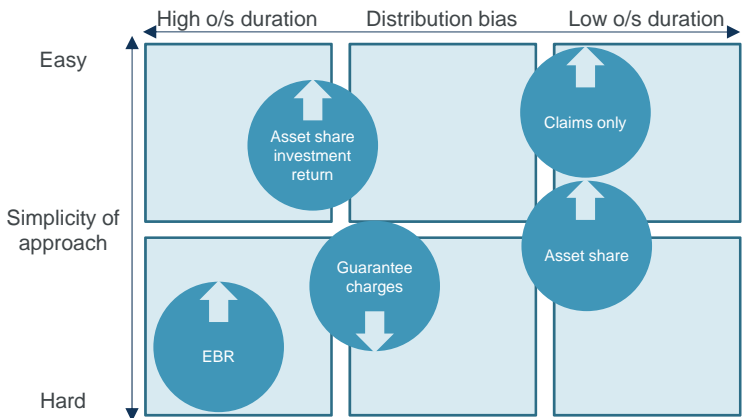 High o/s duration
Distribution bias
Low o/s duration
Easy
Simplicity of
approach
Hard
Asset share
investment
return
Claims only
Guarantee
charges
Asset share
EBR